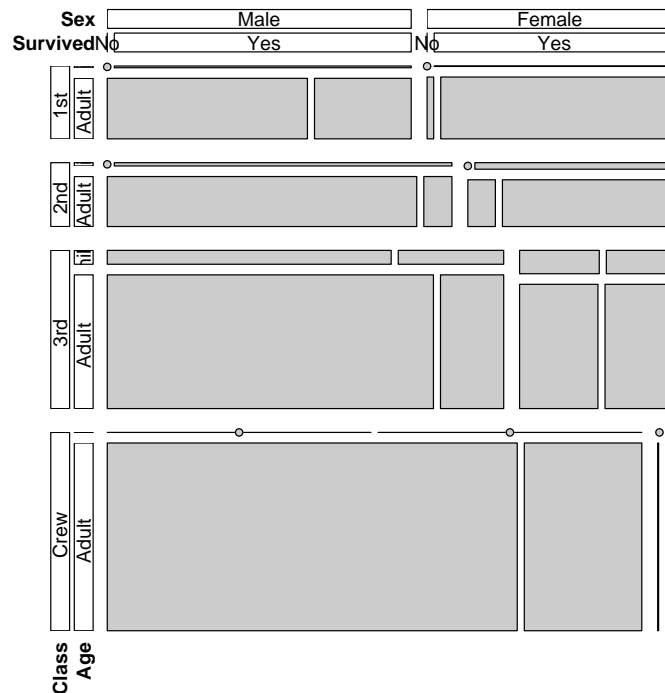 Sex Male Female
Survived No Yes No Yes
1st Adult
2nd Adult
3rd Adult
Crew Adult
Class
Age